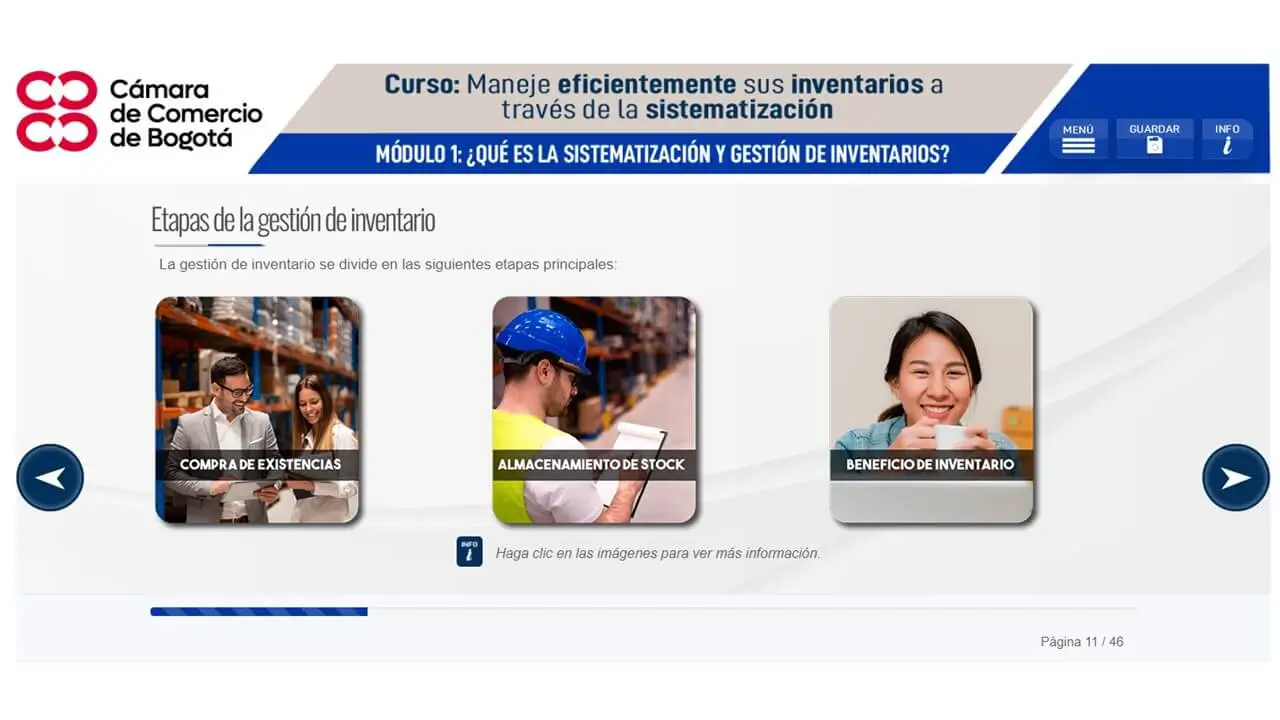 Cámara
de Comercio
de Bogotá
Curso: Maneje eficientemente sus inventarios a
través de la sistematización
MÓDULO 1: ¿QUÉ ES LA SISTEMATIZACIÓN Y GESTIÓN DE INVENTARIOS?
MENÚ
GUARDAR
INFO
Etapas de la gestión de inventario
La gestión de inventario se divide en las siguientes etapas principales:
COMPRA DE EXISTENCIAS
ALMACENAMIENTO DE STOCK
BENEFICIO DE INVENTARIO
INFO
Haga clic en las imágenes para ver más información.
Página 11 / 46